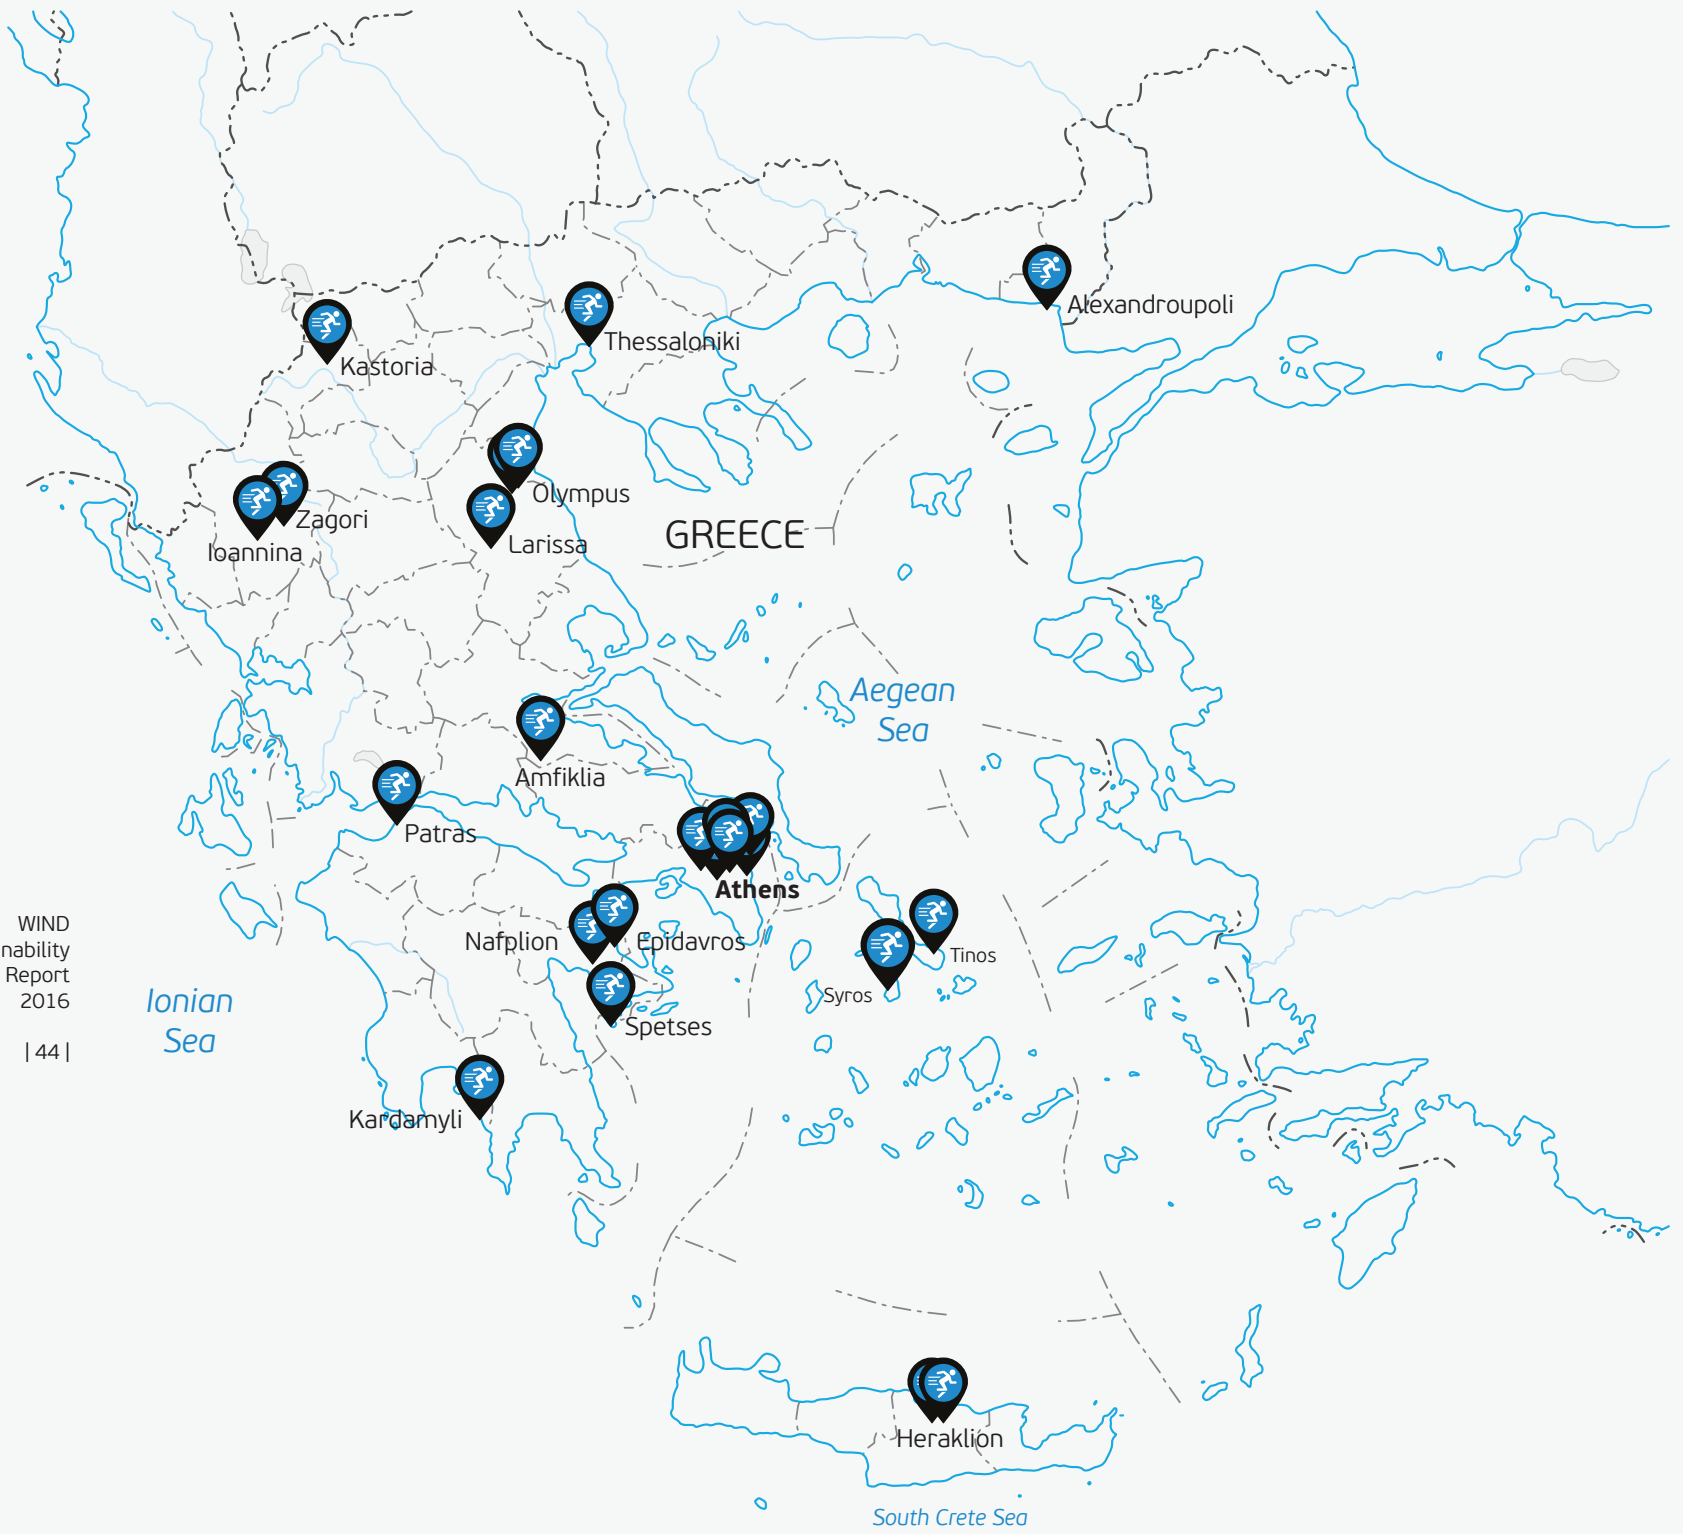 Alexandroupoli
Thessaloniki
Kastoria
Olympus
Zagori
GREECE
Larissa
Ioannina
Aegean
Sea
Amfiklia
Patras
Athens
WIND
nability
Report
2016
| 44 |
Nafplion
Epidavros
Tinos
Syros
Ionian
Sea
Spetses
Kardamyli
Heraklion
South Crete Sea